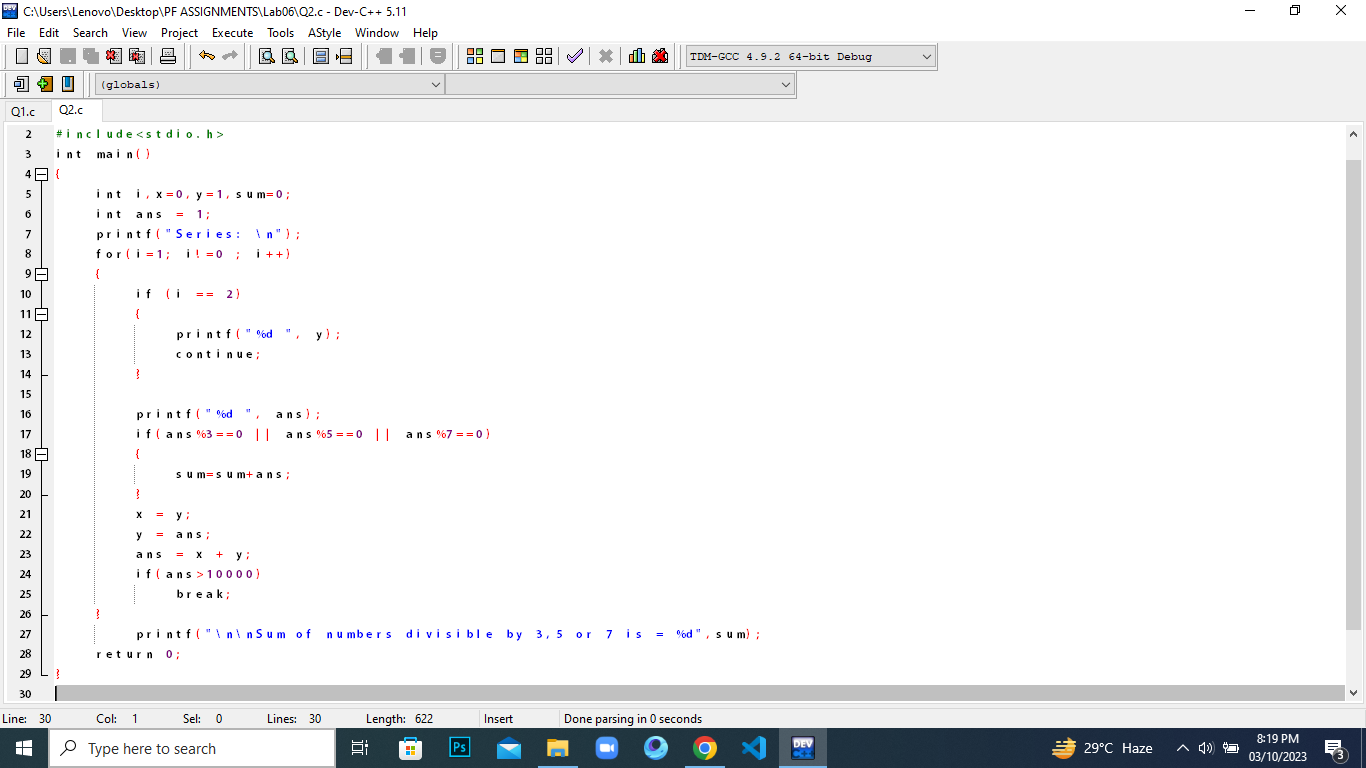 C:\Users\Lenovo\Desktop\PF ASSIGNMENTS\Lab06\Q2.c - Dev-C++ 5.11
File Edit Search View Project Execute Tools AStyle Window Help
TDM-GCC 4.9.2 64-bit Debug
(globals)
Q1.c Q2.c
2 #include<stdio.h>
3 int main()
4 {
5 int i,x=0,y=1,sum=0;
6 int ans = 1;
7 printf("Series: \n");
8 for(i=1; i!=0 ; i++)
9 {
10 if (i == 2)
11 {
12 printf("%d ", y);
13 continue;
14 }
15
16 printf("%d ", ans);
17 if(ans%3==0 || ans%5==0 || ans%7==0)
18 {
19 sum=sum+ans;
20 }
21 x = y;
22 y = ans;
23 ans = x + y;
24 if(ans>10000)
25 break;
26 }
27 printf("\n\nSum of numbers divisible by 3,5 or 7 is = %d",sum);
28 return 0;
29 }
30
Line: 30 Col: 1 Sel: 0 Lines: 30 Length: 622 Insert Done parsing in 0 seconds
Type here to search
Ps
DEV
29°C Haze
8:19 PM
03/10/2023
3